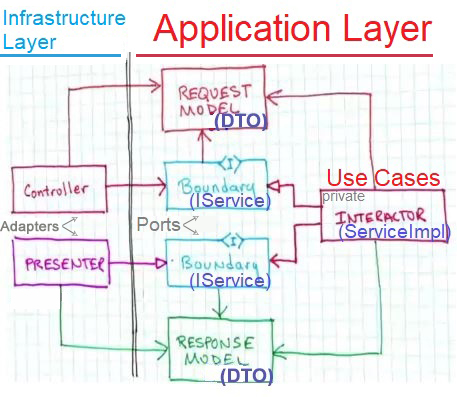 Infrastructure
Layer
Application Layer
REQUEST
MODEL
(DTO)
<I>
Controller
Boundary
(IService)
Use Cases
private
INTERACTOR
(ServiceImpl)
Adapters
Ports
<I>
PRESENTER
Boundary
(IService)
RESPONSE
MODEL
(DTO)